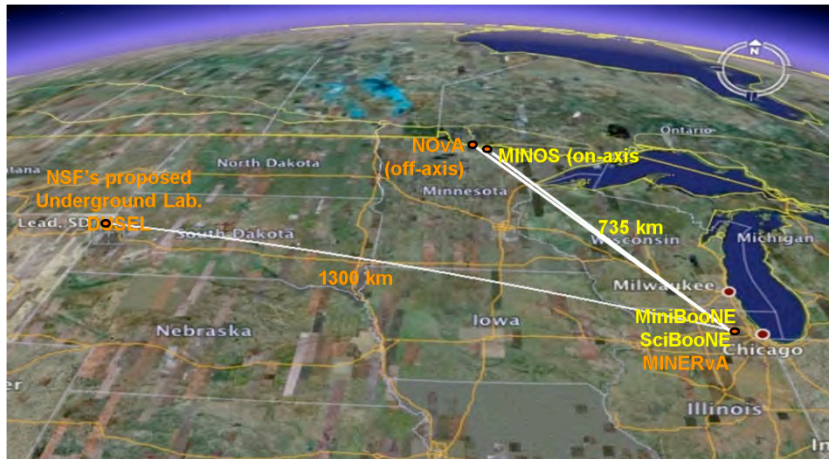 Ontario
NOvA
(off-axis)
MINOS (on-axis
North Dakota
Minnesota
NSF's proposed
Underground Lab.
DUSEL
Lead, SD
South Dakota
735 km
Wisconsin
Michigan
1300 km
Milwaukee
MiniBooNE
SciBooNE
MINERvA
Iowa
Nebraska
Chicago
Illinois
N